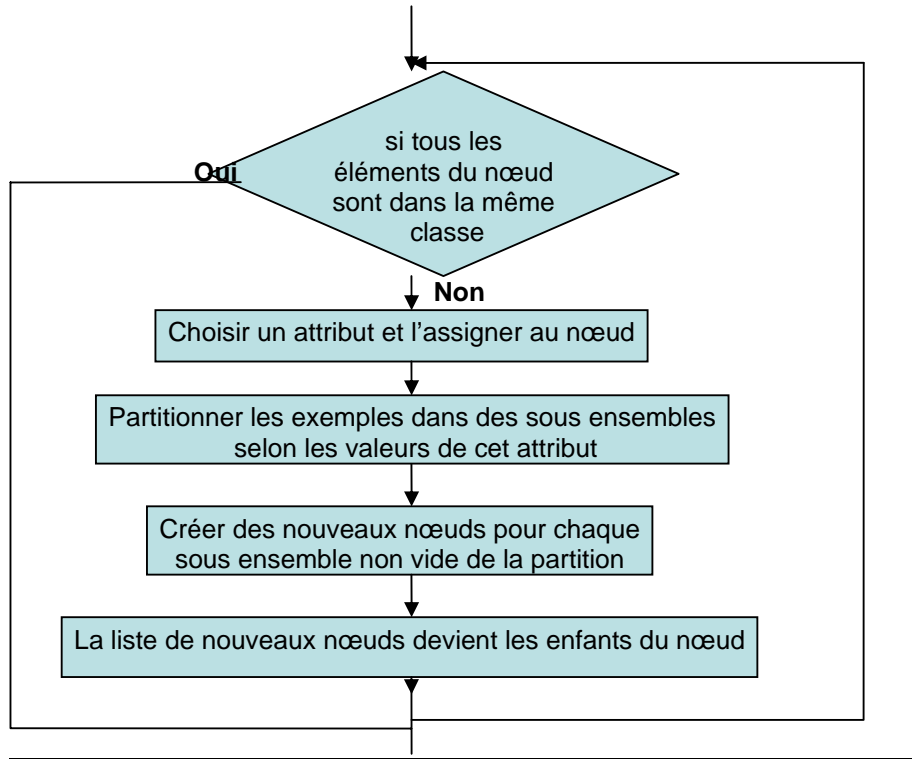 si tous les
éléments du nœud
sont dans la même
classe
Oui
Non
Choisir un attribut et l'assigner au nœud
Partitionner les exemples dans des sous ensembles
selon les valeurs de cet attribut
Créer des nouveaux nœuds pour chaque
sous ensemble non vide de la partition
La liste de nouveaux nœuds devient les enfants du nœud